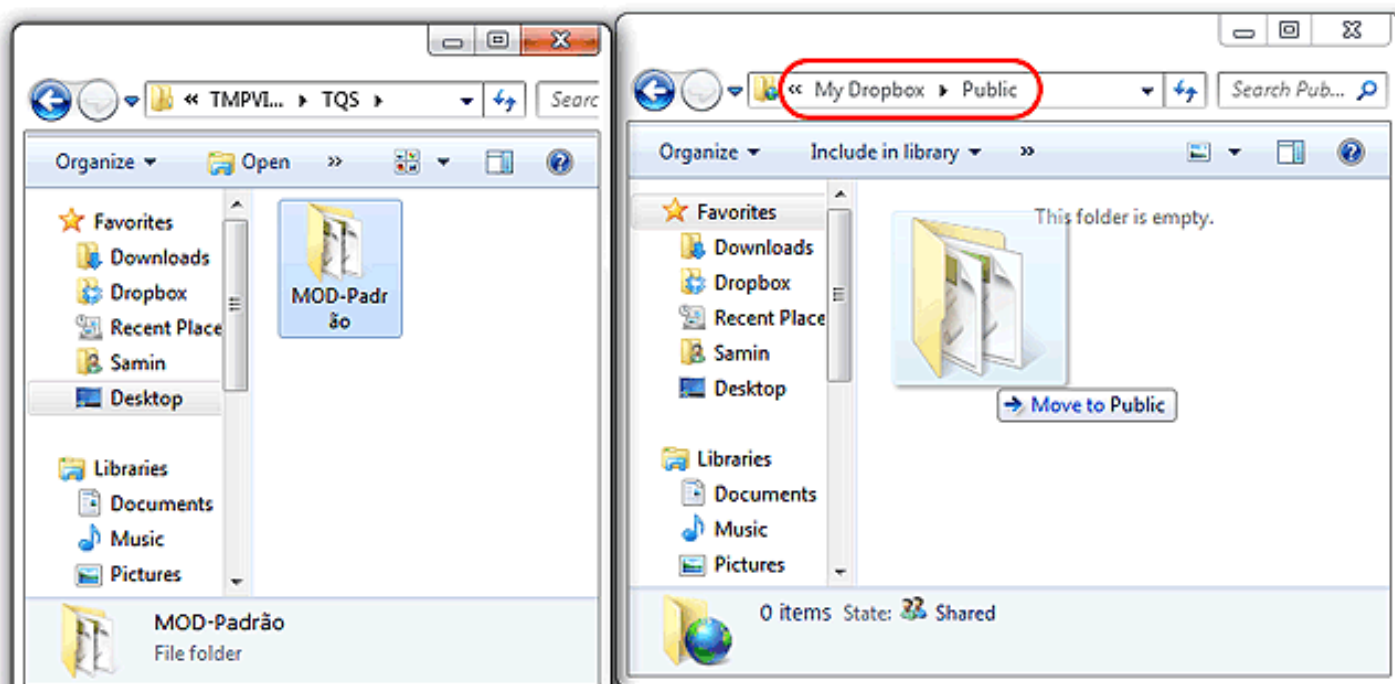 « TMPVI... ▸ TQS ▸
Searc
Organize
Open
»
Favorites
Downloads
Dropbox
Recent Place
Samin
Desktop
Libraries
Documents
Music
Pictures
MOD-Padr
ão
MOD-Padrão
File folder
« My Dropbox ▸ Public
Search Pub...
Organize
Include in library
»
Favorites
Downloads
Dropbox
Recent Place
Samin
Desktop
Libraries
Documents
Music
Pictures
This folder is empty.
Move to Public
0 items State: Shared